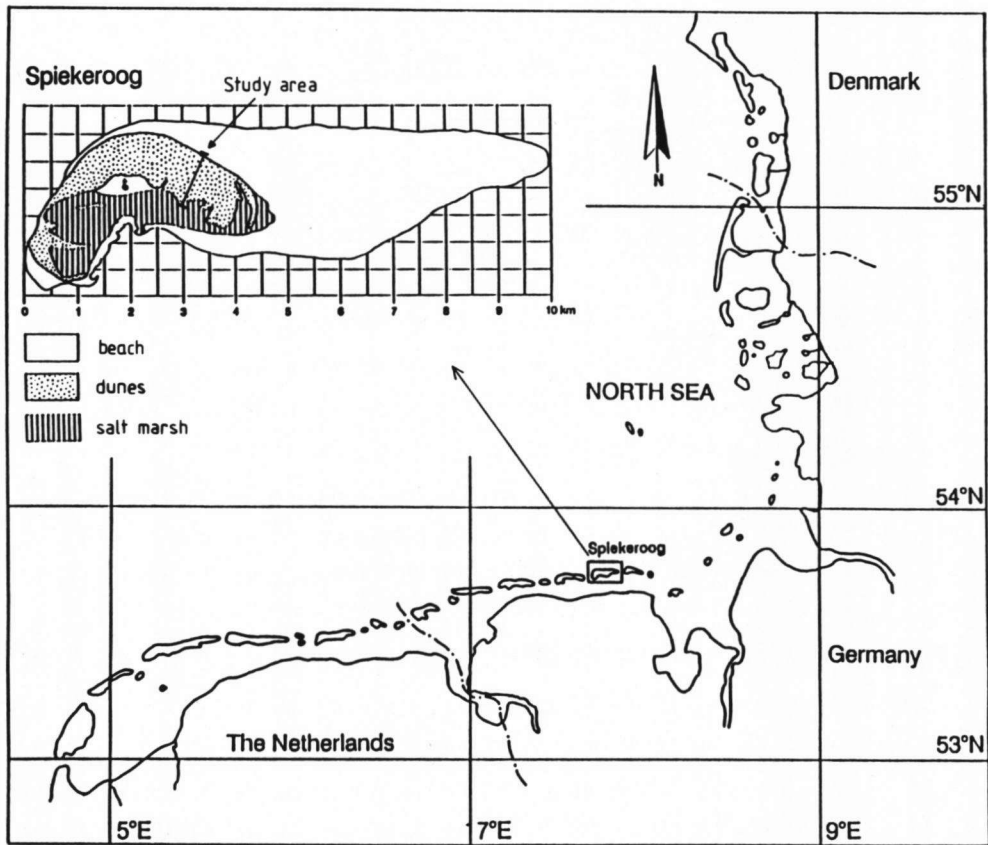 Spiekeroog
Study area
0 1 2 3 4 5 6 7 8 9 10 km
beach
dunes
salt marsh
N
Denmark
55°N
NORTH SEA
54°N
Spiekeroog
Germany
The Netherlands
53°N
5°E
17°E
9°E